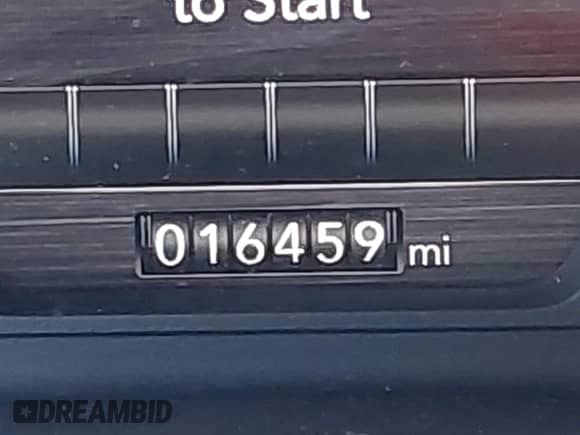 to Start
016459 mi
DREAMBID